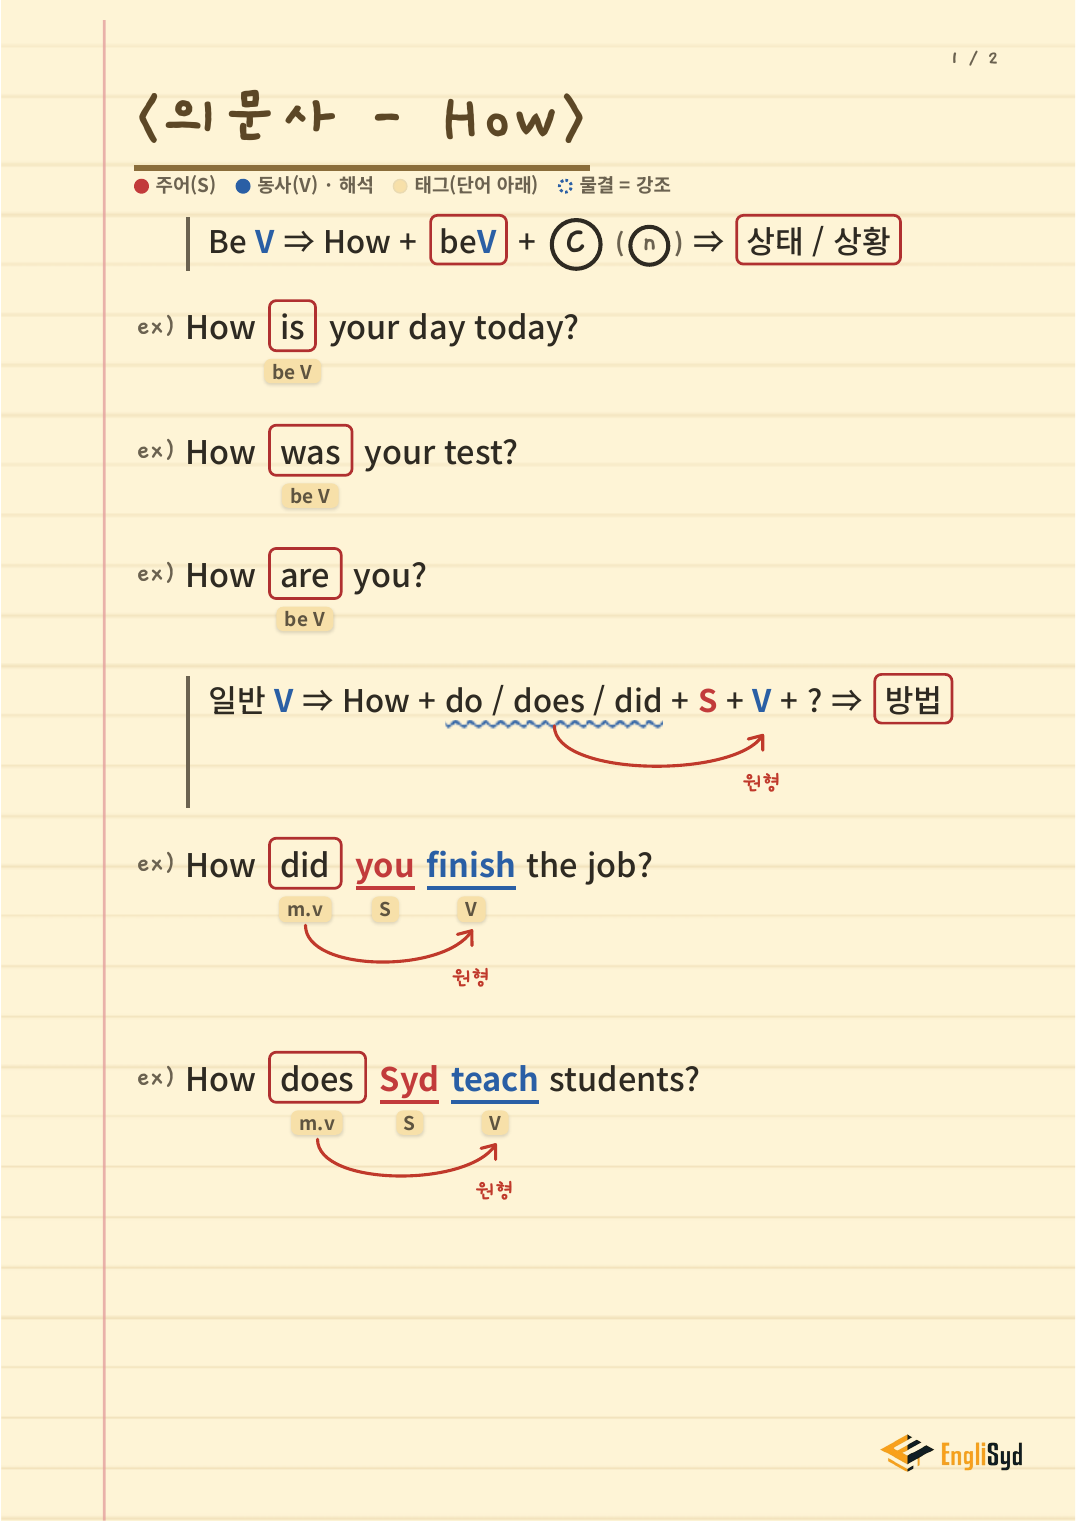 1 / 2
<의문사 - How>
주어(S) 동사(V) · 해석 태그(단어 아래) 물결 = 강조
Be V ⇒ How + beV + C (n) ⇒ 상태 / 상황
ex) How is your day today?
be V
ex) How was your test?
be V
ex) How are you?
be V
일반 V ⇒ How + do / does / did + S + V + ? ⇒ 방법
원형
ex) How did you finish the job?
m.v S V
원형
ex) How does Syd teach students?
m.v S V
원형
EngliSyd